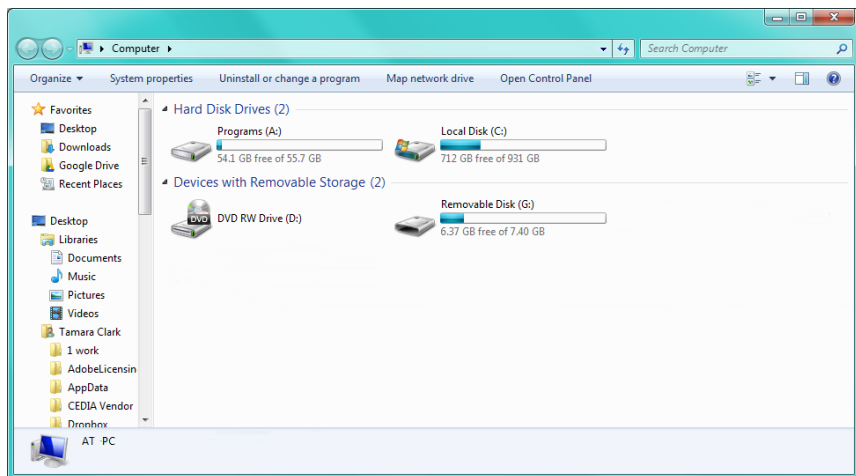 Computer
Search Computer
Organize
System properties
Uninstall or change a program
Map network drive
Open Control Panel
Favorites
Desktop
Downloads
Google Drive
Recent Places
Desktop
Libraries
Documents
Music
Pictures
Videos
Tamara Clark
1 work
AdobeLicensin
AppData
CEDIA Vendor
Dropbox
Hard Disk Drives (2)
Programs (A:)
54.1 GB free of 55.7 GB
Local Disk (C:)
712 GB free of 931 GB
Devices with Removable Storage (2)
DVD
DVD RW Drive (D:)
Removable Disk (G:)
6.37 GB free of 7.40 GB
AT -PC